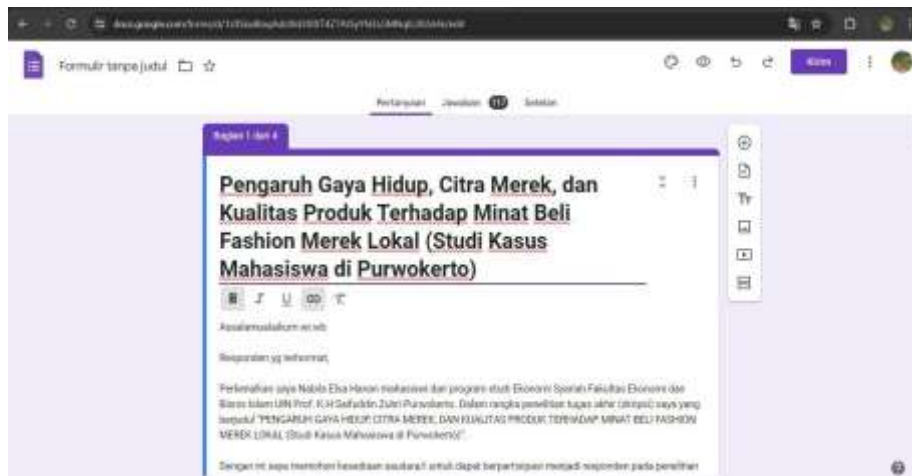 Formulir tanpa judul
Kirim
Pertanyaan Jawaban 117 Setelan
Bagian 1 dari 4
Pengaruh Gaya Hidup, Citra Merek, dan
Kualitas Produk Terhadap Minat Beli
Fashion Merek Lokal (Studi Kasus
Mahasiswa di Purwokerto)
B I U
Assalamualaikum wr.wb
Responden yg terhormat,
Perkenalkan saya Nabila Elsa Hanan mahasiswi dari program studi Ekonomi Syariah Fakultas Ekonomi dan
Bisnis Islam UIN Prof. K.H Saifuddin Zuhri Purwokerto. Dalam rangka penelitian tugas akhir (skripsi) saya yang
berjudul "PENGARUH GAYA HIDUP, CITRA MEREK, DAN KUALITAS PRODUK TERHADAP MINAT BELI FASHION
MEREK LOKAL (Studi Kasus Mahasiswa di Purwokerto)".
Dengan ini saya memohon kesediaan saudara/i untuk dapat berpartisipasi menjadi responden pada penelitian